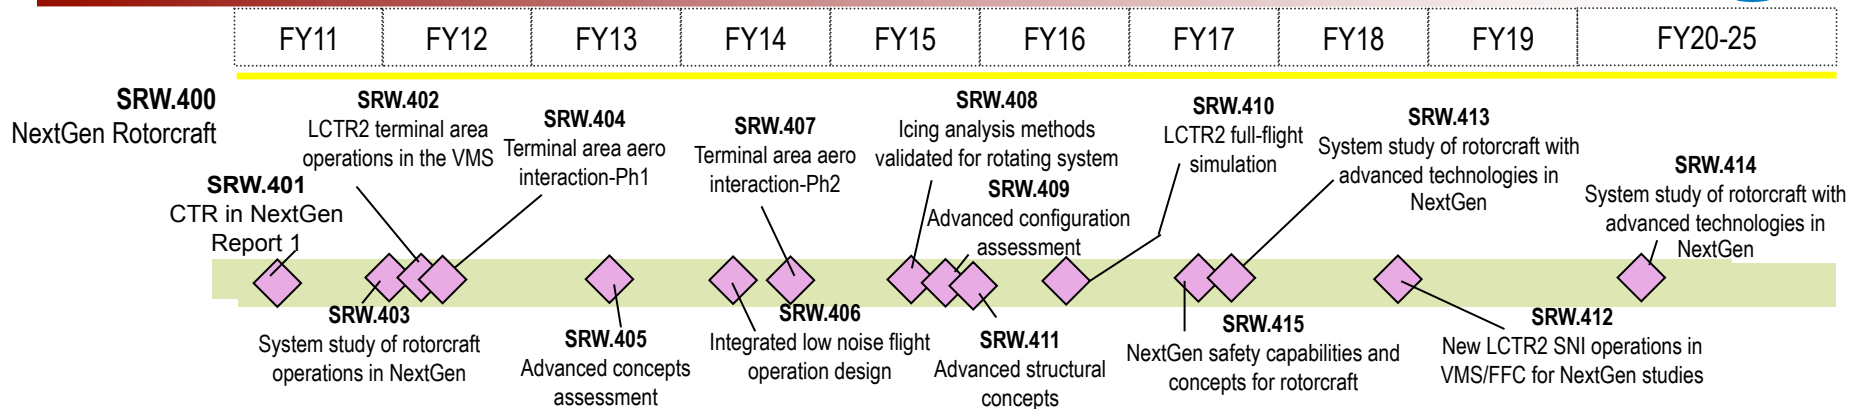 FY11 FY12 FY13 FY14 FY15 FY16 FY17 FY18 FY19 FY20-25
SRW.400
NextGen Rotorcraft
SRW.401
CTR in NextGen
Report 1
SRW.402
LCTR2 terminal area
operations in the VMS
SRW.404
Terminal area aero
interaction-Ph1
SRW.407
Terminal area aero
interaction-Ph2
SRW.408
Icing analysis methods
validated for rotating system
SRW.409
Advanced configuration
assessment
SRW.410
LCTR2 full-flight
simulation
SRW.413
System study of rotorcraft with
advanced technologies in
NextGen
SRW.414
System study of rotorcraft with
advanced technologies in
NextGen
SRW.403
System study of rotorcraft
operations in NextGen
SRW.405
Advanced concepts
assessment
SRW.406
Integrated low noise flight
operation design
SRW.411
Advanced structural
concepts
SRW.415
NextGen safety capabilities and
concepts for rotorcraft
SRW.412
New LCTR2 SNI operations in
VMS/FFC for NextGen studies